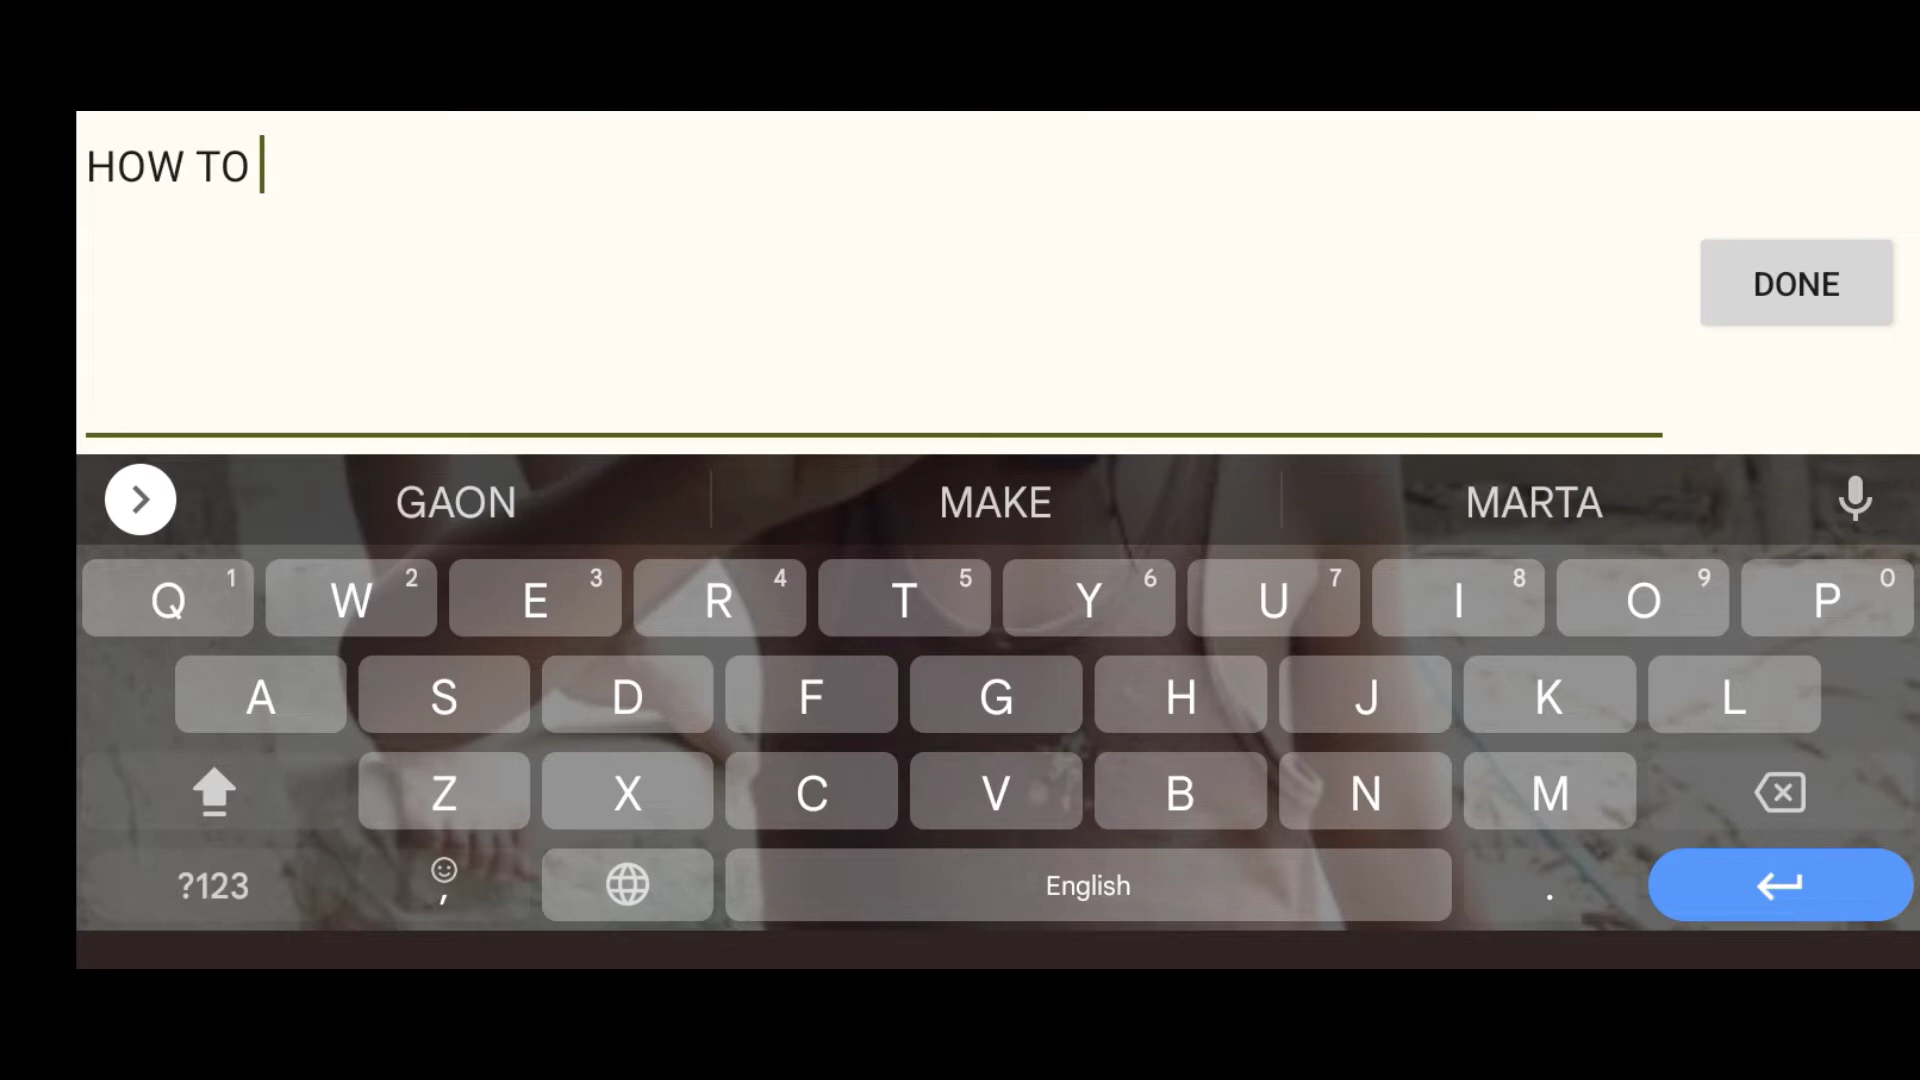 HOW TO
DONE
GAON MAKE MARTA
Q 1 W 2 E 3 R 4 T 5 Y 6 U 7 I 8 O 9 P 0
A S D F G H J K L
Z X C V B N M
?123 , English .